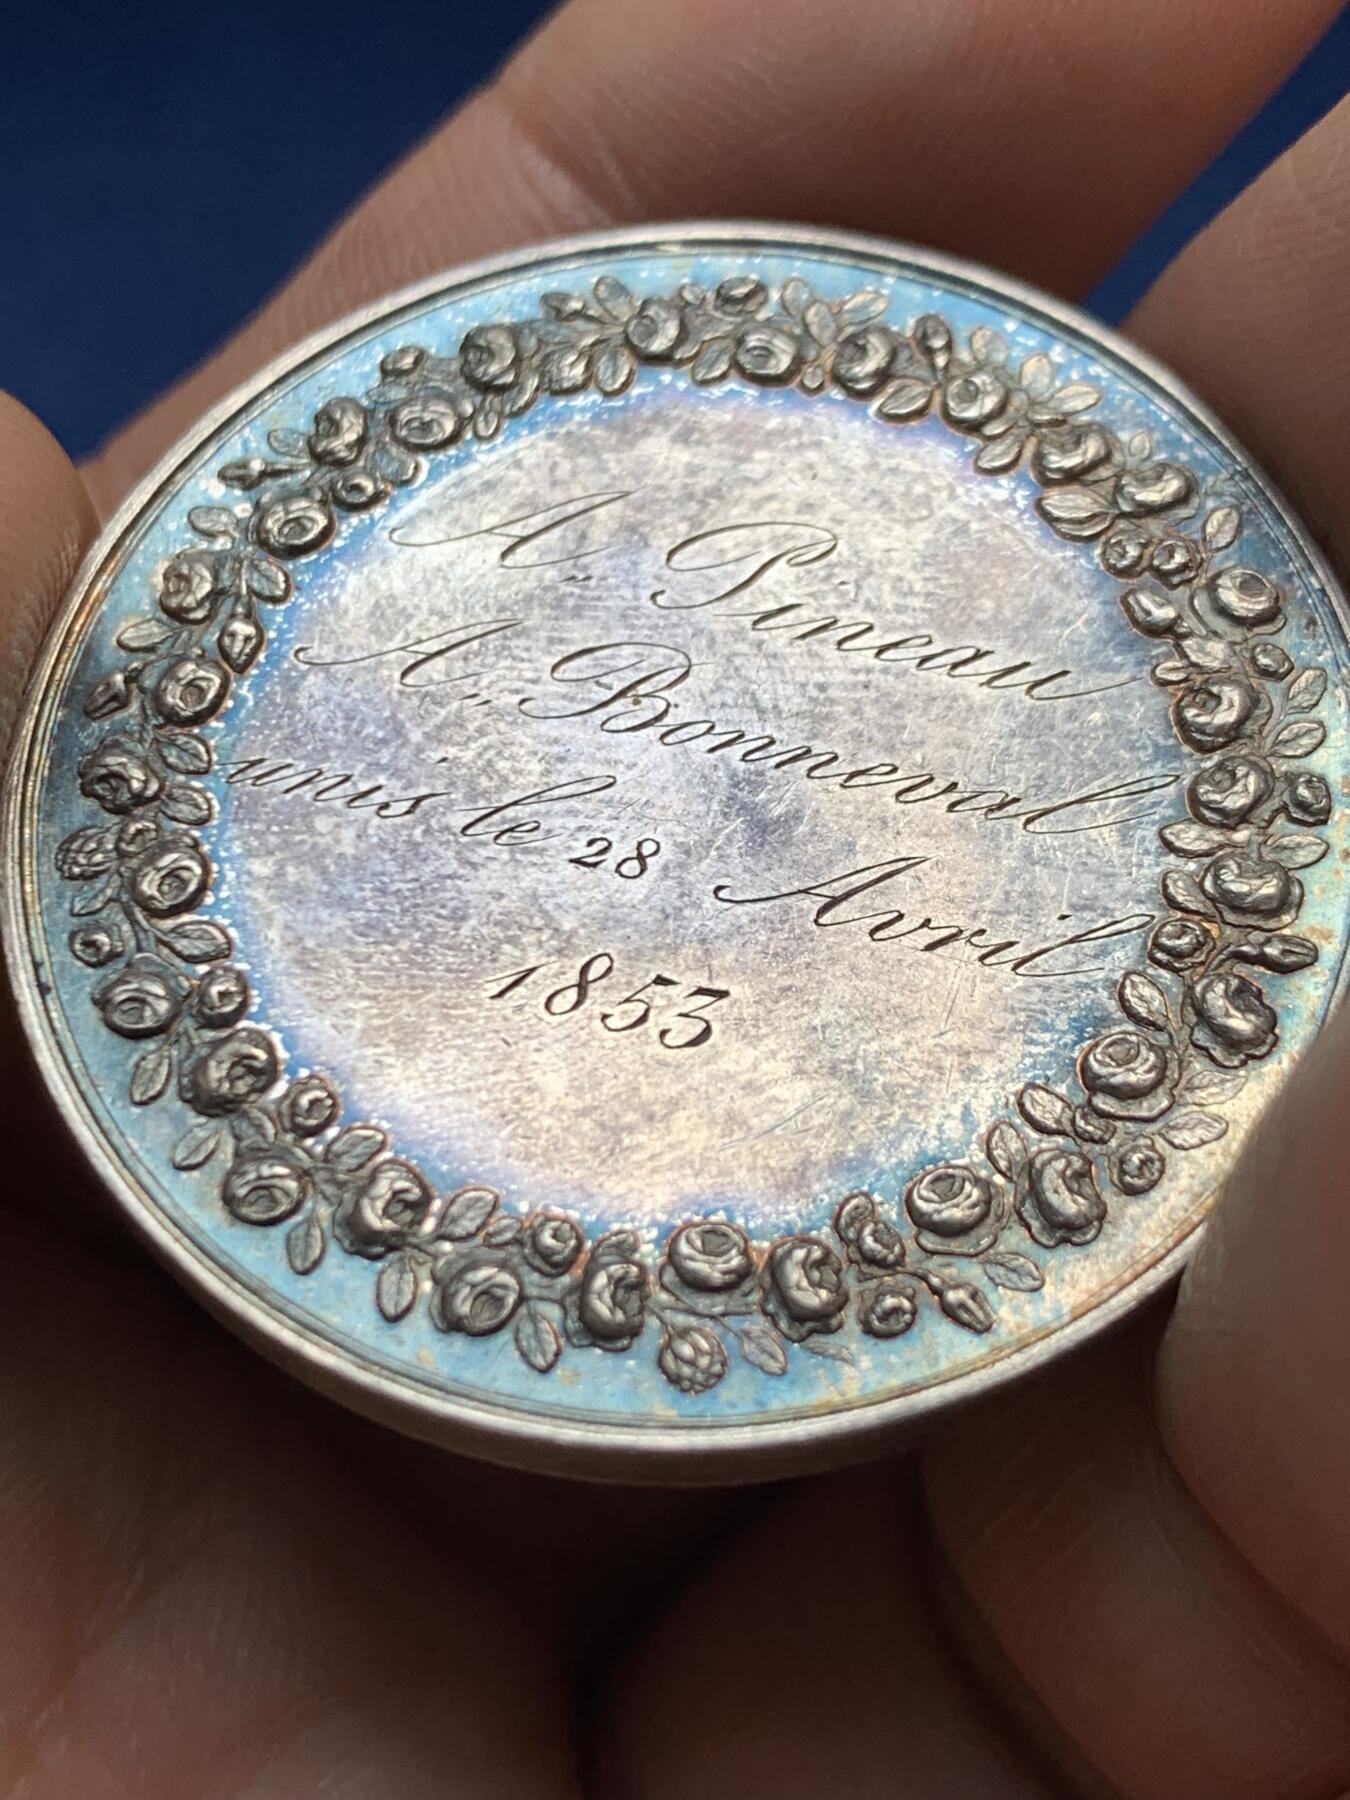 A. Pineau
A. Bonneval
unis le 28 Avril
1853